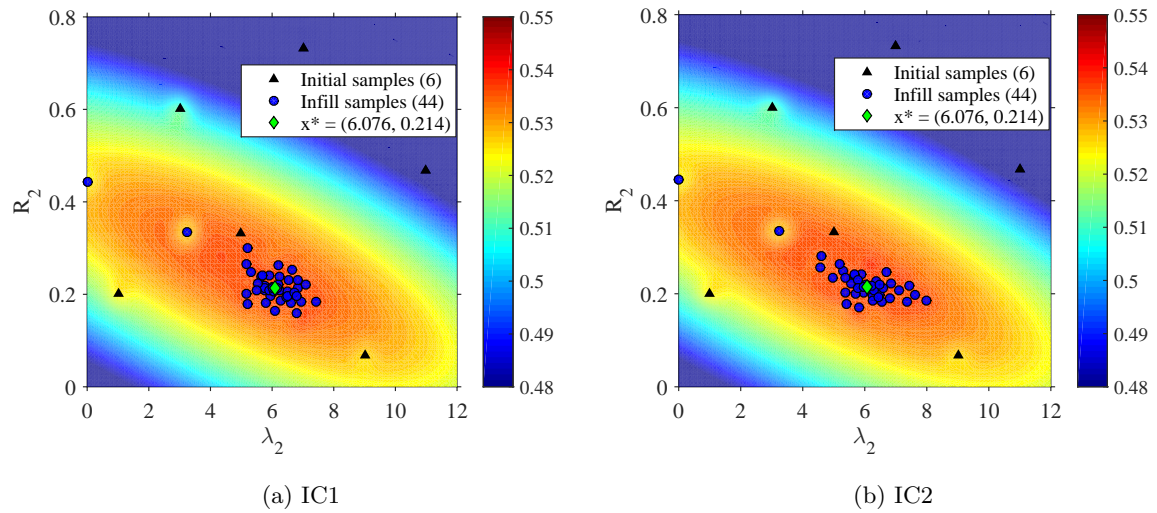 0.8
0.6
0.4
0.2
0
R_2
0 2 4 6 8 10 12
λ_2
Initial samples (6)
Infill samples (44)
x* = (6.076, 0.214)
0.55
0.54
0.53
0.52
0.51
0.5
0.49
0.48
(a) IC1
0.8
0.6
0.4
0.2
0
R_2
0 2 4 6 8 10 12
λ_2
Initial samples (6)
Infill samples (44)
x* = (6.076, 0.214)
0.55
0.54
0.53
0.52
0.51
0.5
0.49
0.48
(b) IC2